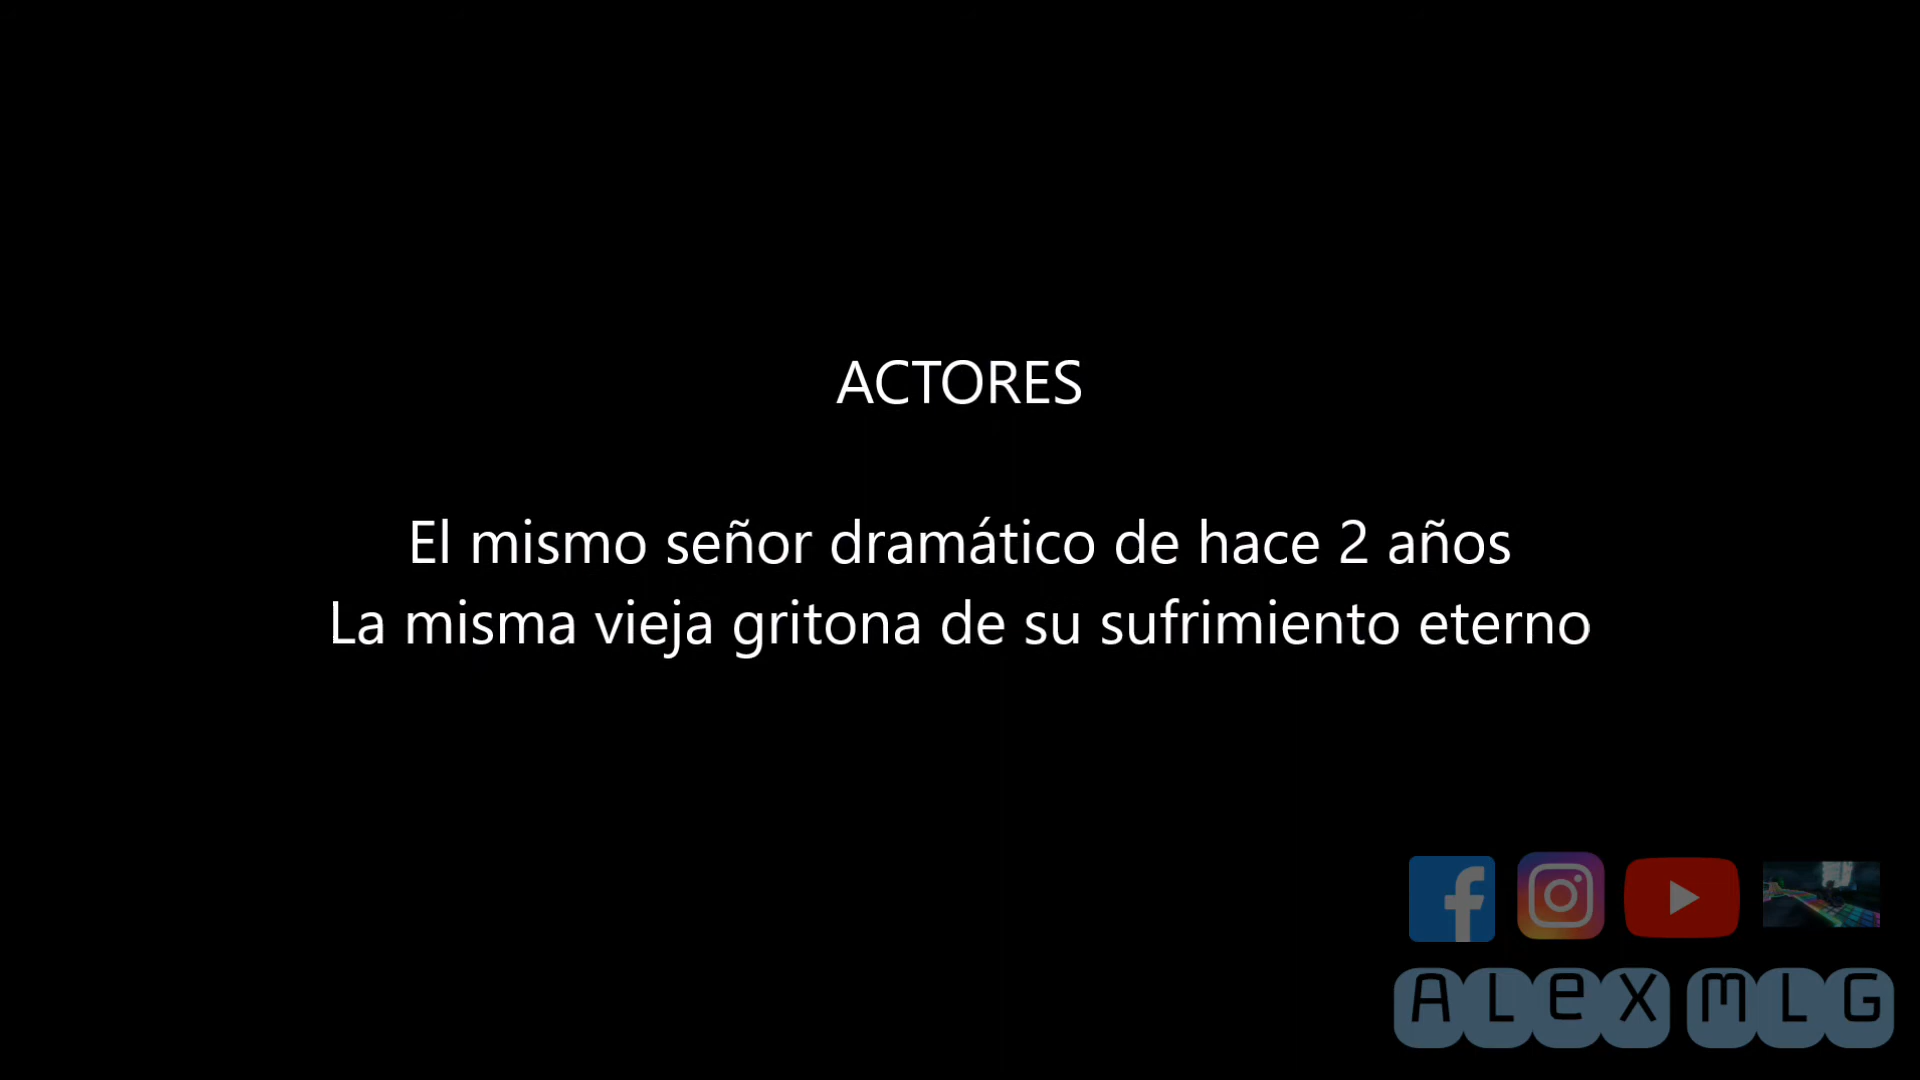 ACTORES
El mismo señor dramático de hace 2 años
La misma vieja gritona de su sufrimiento eterno
ALeX MLG